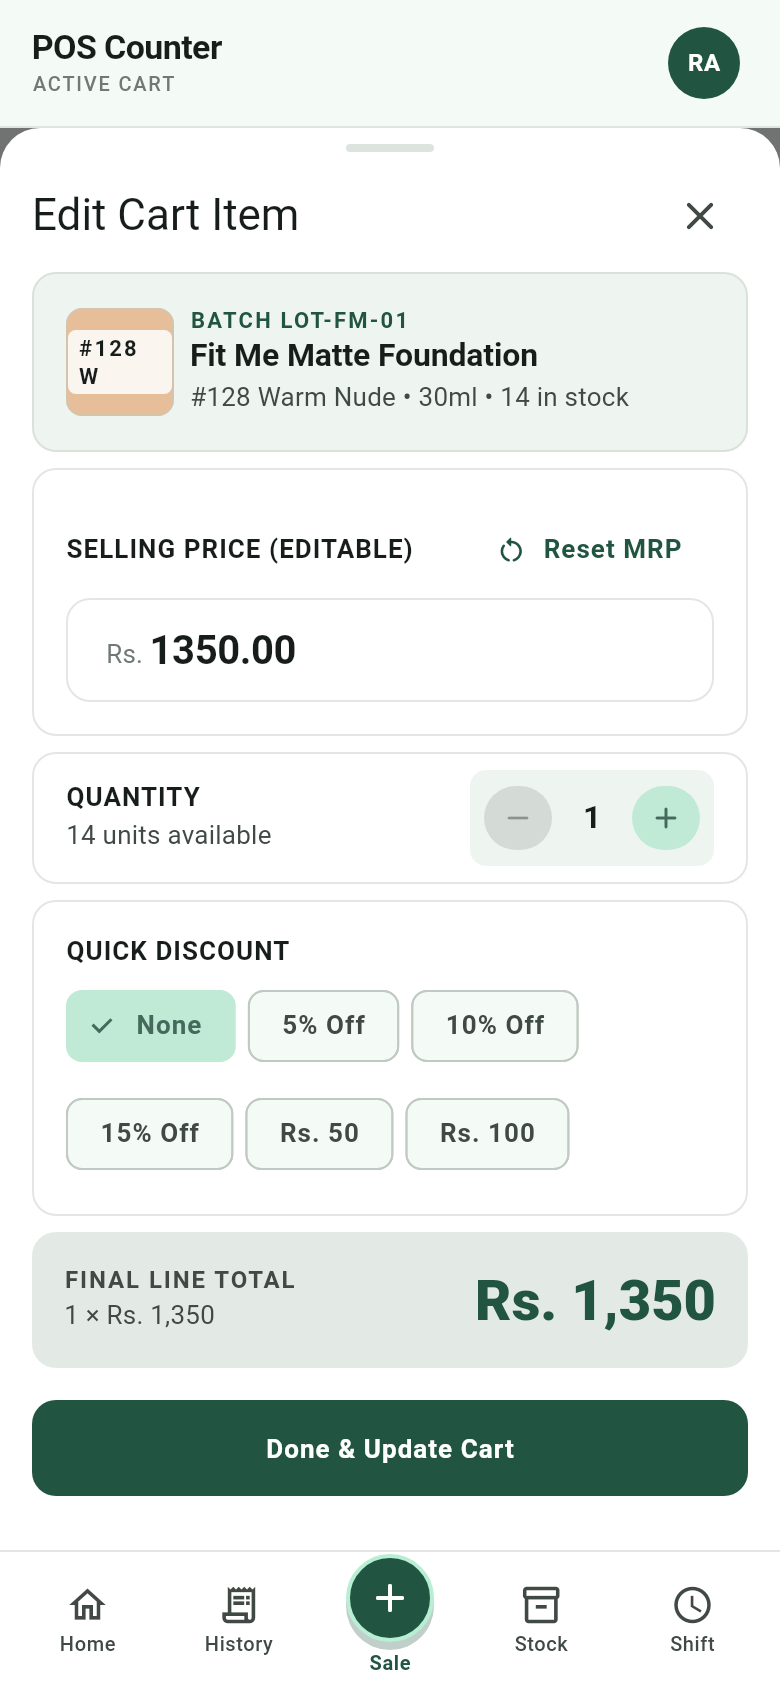 POS Counter
RA
ACTIVE CART
Edit Cart Item
#128
W
BATCH LOT-FM-01
Fit Me Matte Foundation
#128 Warm Nude • 30ml • 14 in stock
SELLING PRICE (EDITABLE)
Reset MRP
Rs. 1350.00
QUANTITY
14 units available
1
QUICK DISCOUNT
None
5% Off
10% Off
15% Off
Rs. 50
Rs. 100
FINAL LINE TOTAL
1 × Rs. 1,350
Rs. 1,350
Done & Update Cart
Home
History
Sale
Stock
Shift